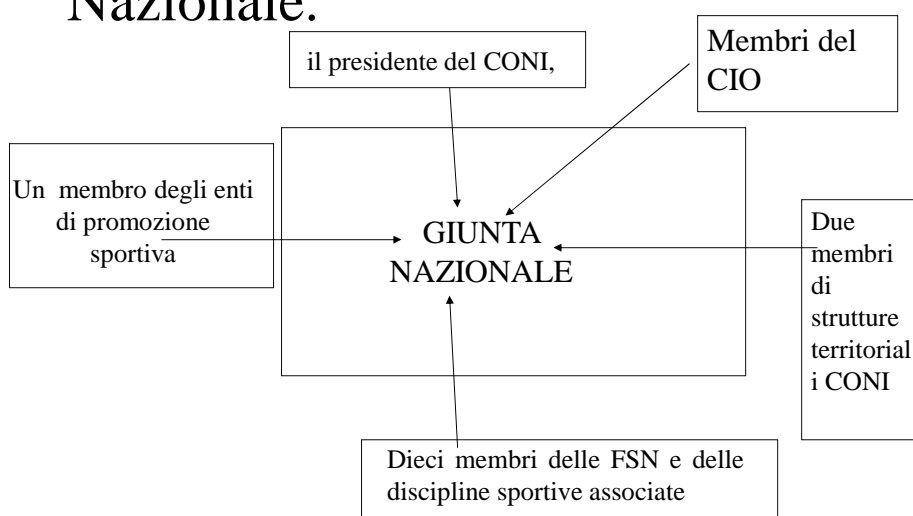 Nazionale.
il presidente del CONI,
Membri del
CIO
Un membro degli enti
di promozione
sportiva
GIUNTA
NAZIONALE
Due
membri
di
strutture
territorial
i CONI
Dieci membri delle FSN e delle
discipline sportive associate